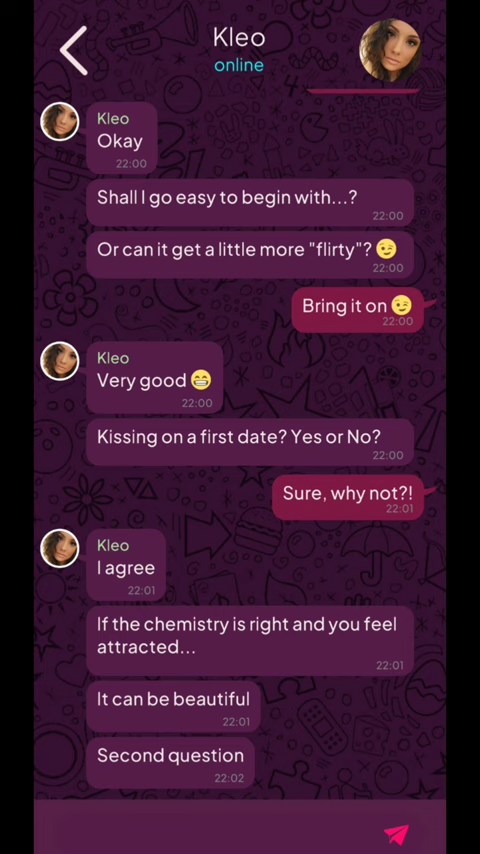 Kleo
online
Kleo
Okay
22:00
Shall I go easy to begin with...?
22:00
Or can it get a little more "flirty"? 😉
22:00
Bring it on 😉
22:00
Kleo
Very good 😁
22:00
Kissing on a first date? Yes or No?
22:00
Sure, why not?!
22:01
Kleo
I agree
22:01
If the chemistry is right and you feel
attracted...
22:01
It can be beautiful
22:01
Second question
22:02